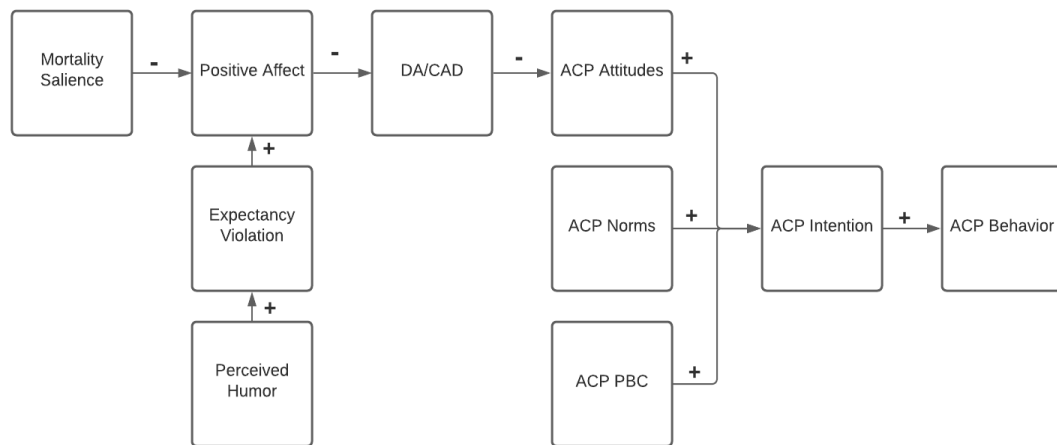 Mortality
Salience
-
Positive Affect
-
DA/CAD
-
ACP Attitudes
+
+
Expectancy
Violation
ACP Norms
+
ACP Intention
+
ACP Behavior
+
Perceived
Humor
ACP PBC
+